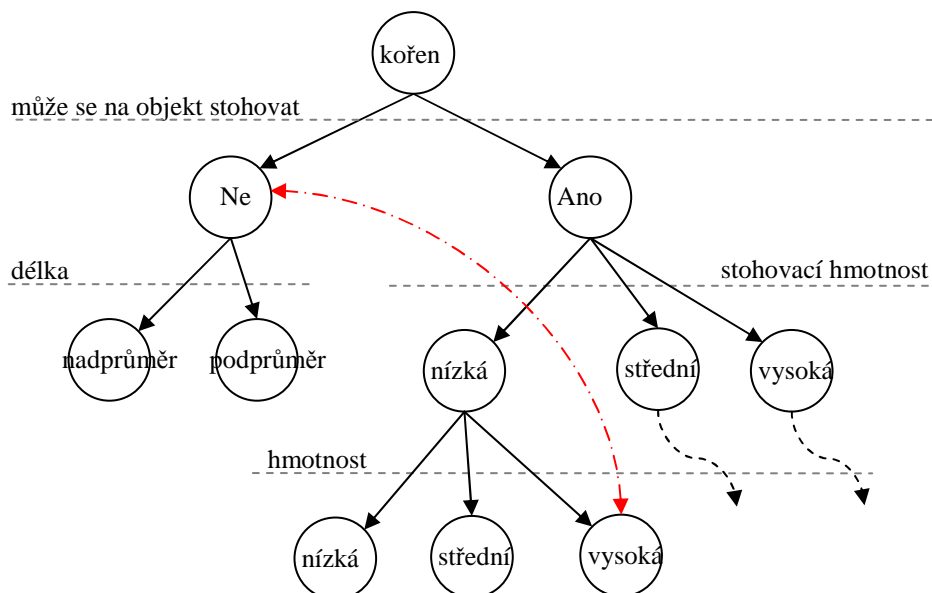 kořen
může se na objekt stohovat
Ne
Ano
délka
stohovací hmotnost
nadprůměr
podprůměr
nízká
střední
vysoká
hmotnost
nízká
střední
vysoká